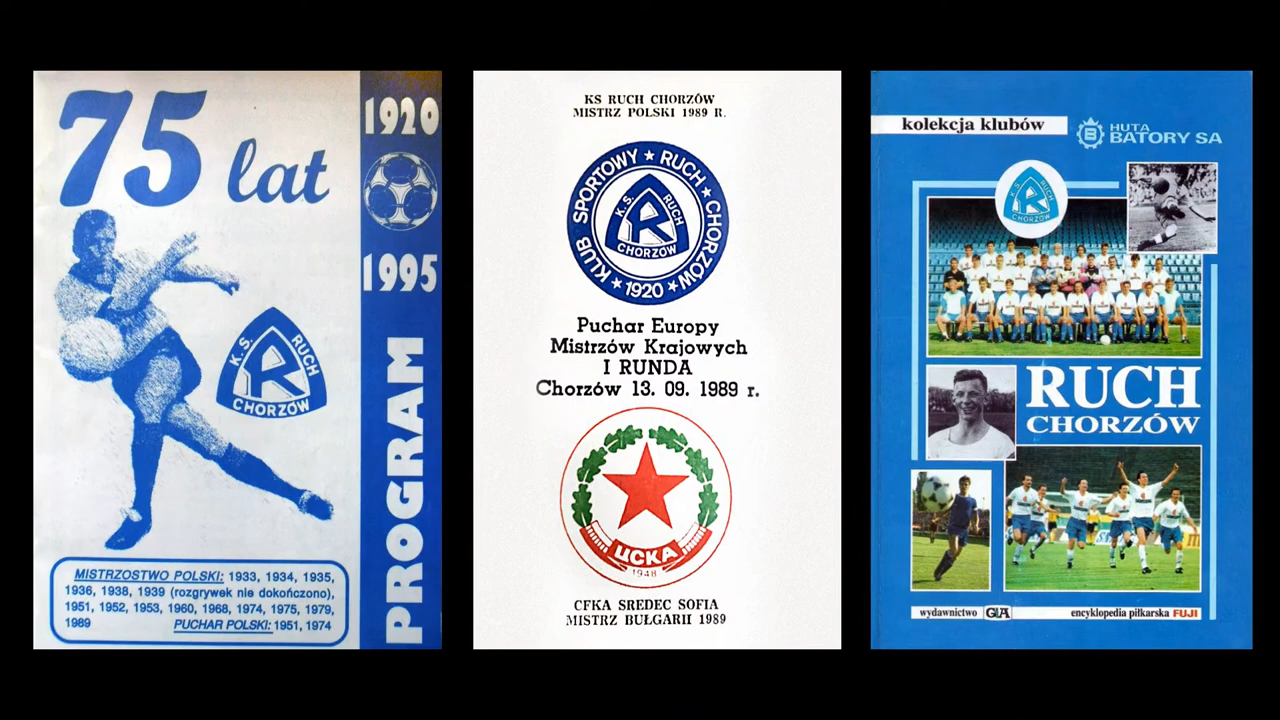 75 lat
1920
1995
PROGRAM
K.S. RUCH
CHORZÓW
MISTRZOSTWO POLSKI: 1933, 1934, 1935,
1936, 1938, 1939 (rozgrywek nie dokończono),
1951, 1952, 1953, 1960, 1968, 1974, 1975, 1979,
1989 PUCHAR POLSKI: 1951, 1974
KS RUCH CHORZÓW
MISTRZ POLSKI 1989 R.
KLUB SPORTOWY ★ RUCH ★ CHORZÓW ★ 1920 ★
K.S. RUCH
CHORZÓW
Puchar Europy
Mistrzów Krajowych
I RUNDA
Chorzów 13. 09. 1989 r.
ЦСКА
1948
CFKA SREDEC SOFIA
MISTRZ BUŁGARII 1989
kolekcja klubów
HUTA
BATORY SA
K.S. RUCH
CHORZÓW
RUCH
CHORZÓW
wydawnictwo GiA encyklopedia piłkarska FUJI